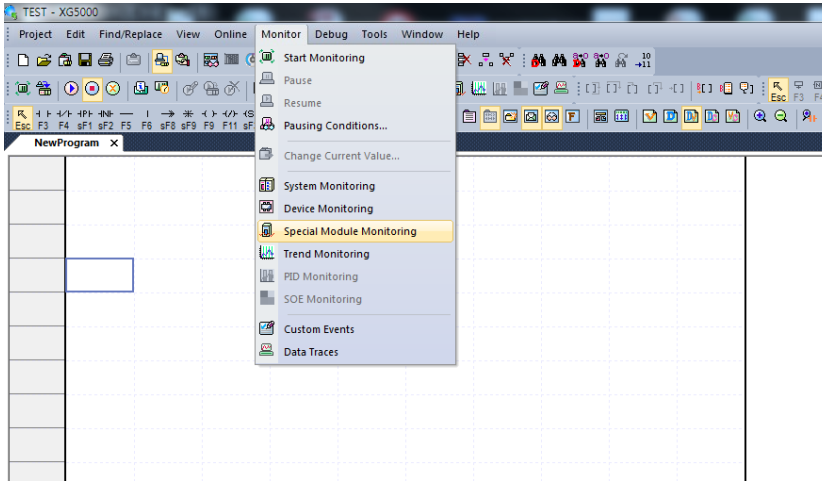 TEST - XG5000
Project Edit Find/Replace View Online Monitor Debug Tools Window Help
Start Monitoring
Pause
Resume
Pausing Conditions...
Change Current Value...
System Monitoring
Device Monitoring
Special Module Monitoring
Trend Monitoring
PID Monitoring
SOE Monitoring
Custom Events
Data Traces
Esc F3 F4
Esc F3 F4 sF1 sF2 F5 F6 sF8 sF9 F9 F11 sF
NewProgram X